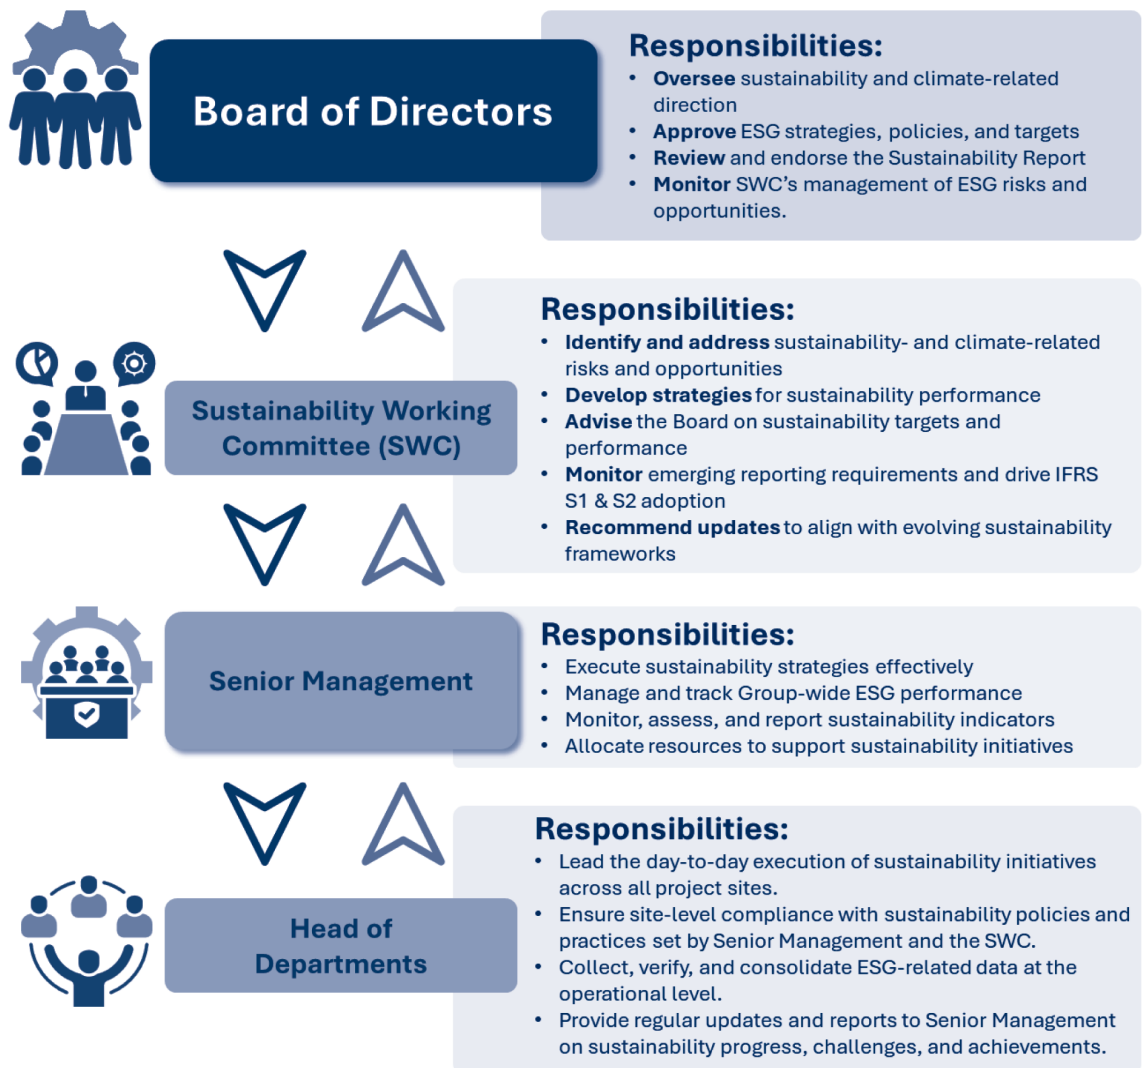 Board of Directors
Responsibilities:
• Oversee sustainability and climate-related
direction
• Approve ESG strategies, policies, and targets
• Review and endorse the Sustainability Report
• Monitor SWC’s management of ESG risks and
opportunities.
Sustainability Working
Committee (SWC)
Responsibilities:
• Identify and address sustainability- and climate-related
risks and opportunities
• Develop strategies for sustainability performance
• Advise the Board on sustainability targets and
performance
• Monitor emerging reporting requirements and drive IFRS
S1 & S2 adoption
• Recommend updates to align with evolving sustainability
frameworks
Senior Management
Responsibilities:
• Execute sustainability strategies effectively
• Manage and track Group-wide ESG performance
• Monitor, assess, and report sustainability indicators
• Allocate resources to support sustainability initiatives
Head of
Departments
Responsibilities:
• Lead the day-to-day execution of sustainability initiatives
across all project sites.
• Ensure site-level compliance with sustainability policies and
practices set by Senior Management and the SWC.
• Collect, verify, and consolidate ESG-related data at the
operational level.
• Provide regular updates and reports to Senior Management
on sustainability progress, challenges, and achievements.